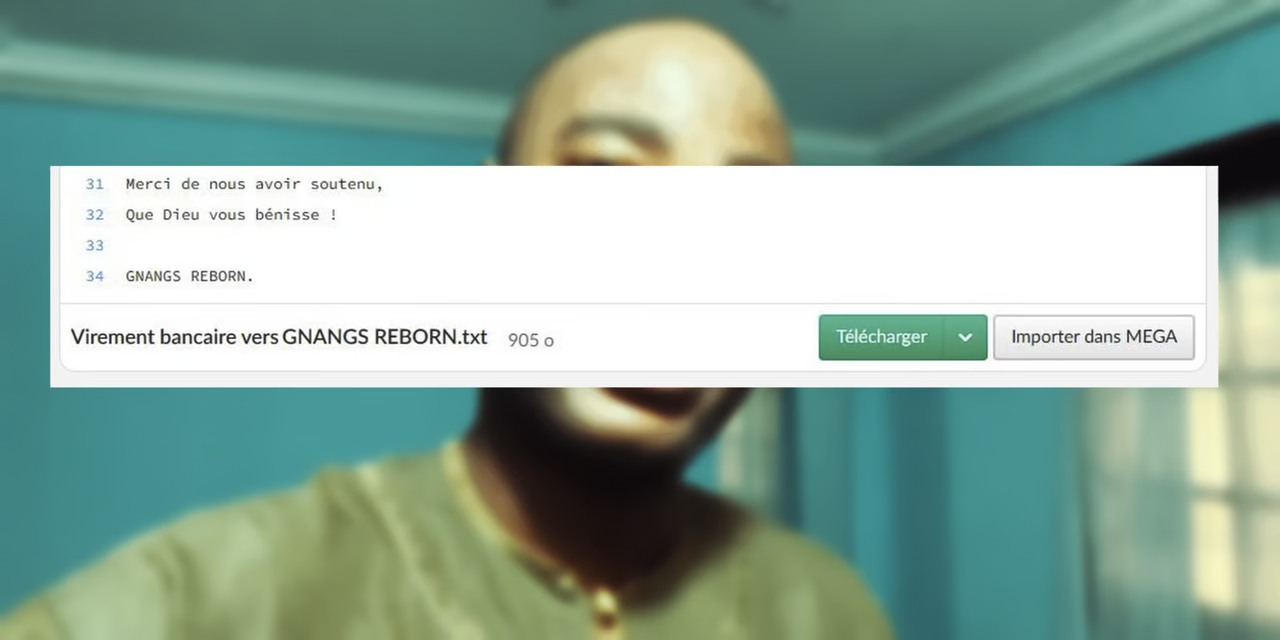 31 Merci de nous avoir soutenu,
32 Que Dieu vous bénisse !
33
34 GNANGS REBORN.
Virement bancaire vers GNANGS REBORN.txt 905 o Télécharger Importer dans MEGA